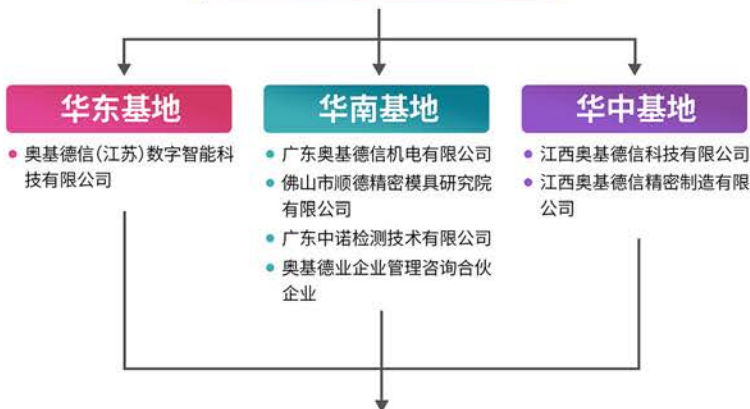 华东基地
奥基德信(江苏)数字智能科
技有限公司
华南基地
广东奥基德信机电有限公司
佛山市顺德精密模具研究院
有限公司
广东中诺检测技术有限公司
奥基德业企业管理咨询合伙
企业
华中基地
江西奥基德信科技有限公司
江西奥基德信精密制造有限
公司